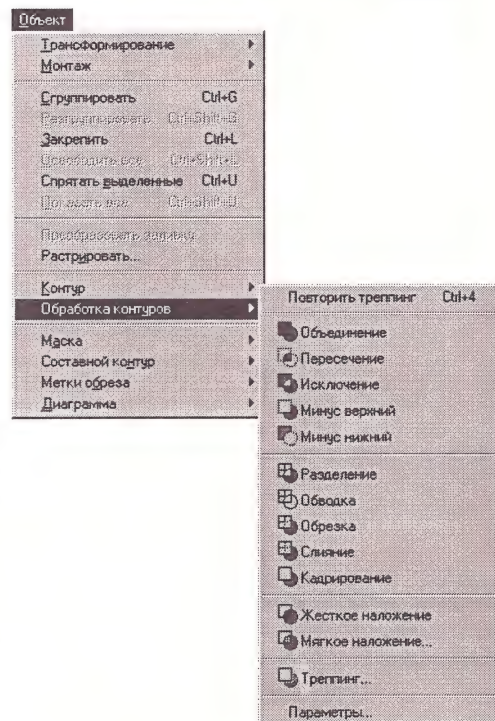 Объект
Трансформирование
Монтаж
Сгруппировать Ctrl+G
Разгруппировать Ctrl+Shift+G
Закрепить Ctrl+L
Освободить все Ctrl+Shift+L
Спрятать выделенные Ctrl+U
Показать все Ctrl+Shift+U
Преобразовать заливку
Растрировать...
Контур
Обработка контуров
Маска
Составной контур
Метки обреза
Диаграмма
Повторить треппинг Ctrl+4
Объединение
Пересечение
Исключение
Минус верхний
Минус нижний
Разделение
Обводка
Обрезка
Слияние
Кадрирование
Жесткое наложение
Мягкое наложение...
Треппинг...
Параметры...